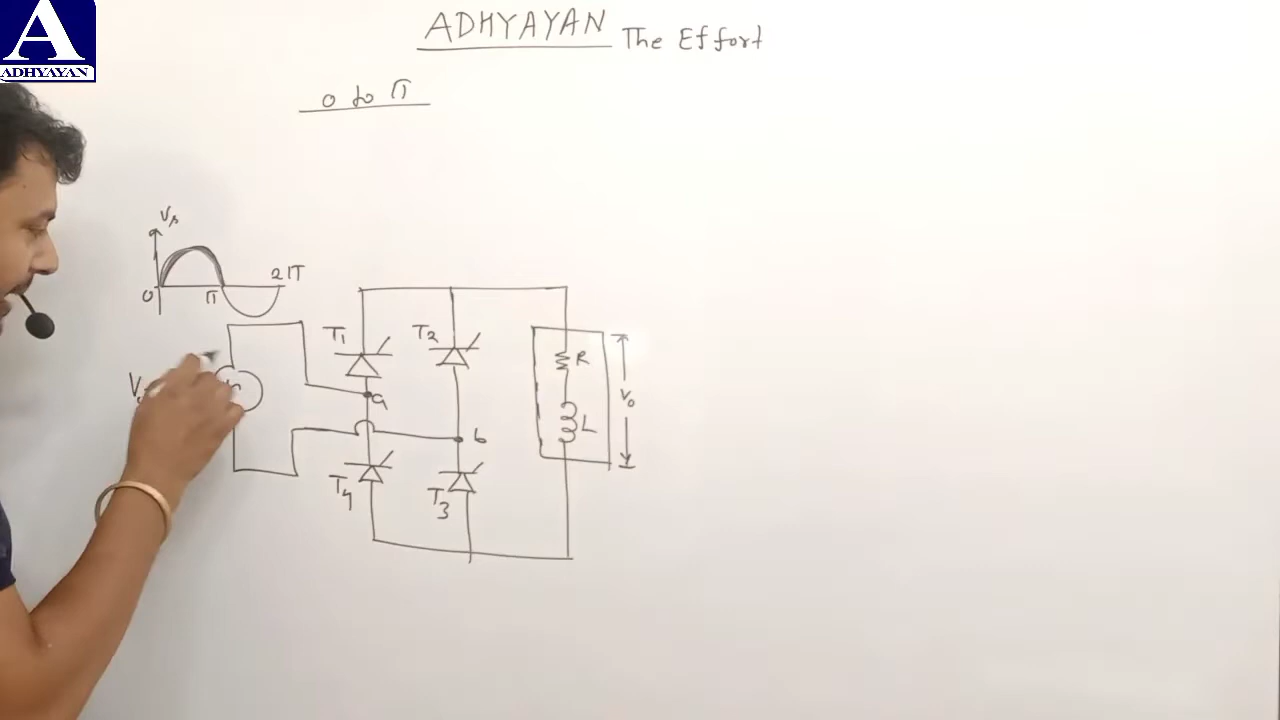 A
ADHYAYAN
ADHYAYAN The Effort
0 to π
Vs
0 π 2π
T1 T2
R
a
V0
L
b
T4 T3